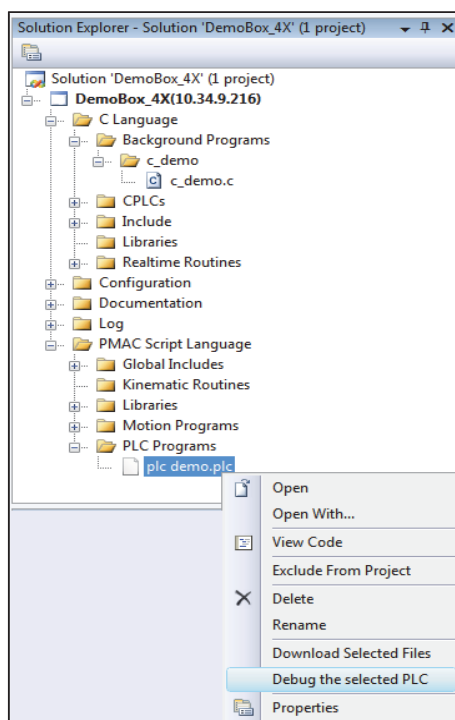 Solution Explorer - Solution 'DemoBox_4X' (1 project)
Solution 'DemoBox_4X' (1 project)
DemoBox_4X(10.34.9.216)
C Language
Background Programs
c_demo
c_demo.c
CPLCs
Include
Libraries
Realtime Routines
Configuration
Documentation
Log
PMAC Script Language
Global Includes
Kinematic Routines
Libraries
Motion Programs
PLC Programs
plc demo.plc
Open
Open With...
View Code
Exclude From Project
Delete
Rename
Download Selected Files
Debug the selected PLC
Properties